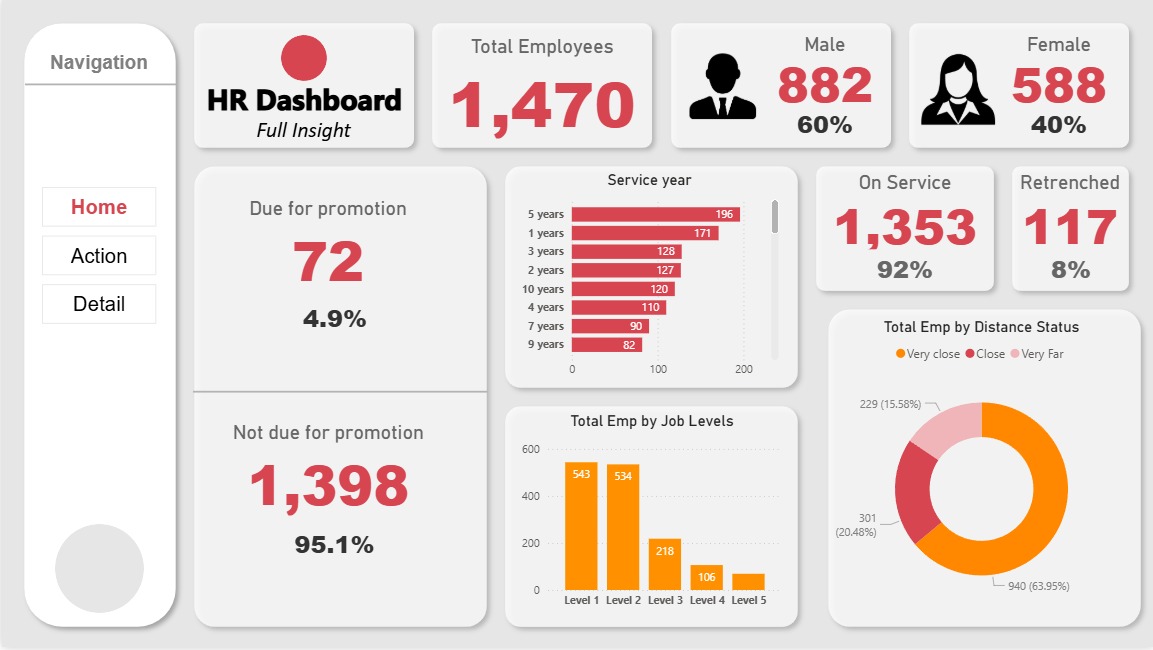 Navigation
Home
Action
Detail
HR Dashboard
Full Insight
Total Employees
1,470
Male
882
60%
Female
588
40%
Due for promotion
72
4.9%
Not due for promotion
1,398
95.1%
Service year
5 years 196
1 years 171
3 years 128
2 years 127
10 years 120
4 years 110
7 years 90
9 years 82
0 100 200
On Service
1,353
92%
Retrenched
117
8%
Total Emp by Job Levels
600
400
200
0
543 534 218 106
Level 1 Level 2 Level 3 Level 4 Level 5
Total Emp by Distance Status
Very close Close Very Far
229 (15.58%)
301
(20.48%)
940 (63.95%)